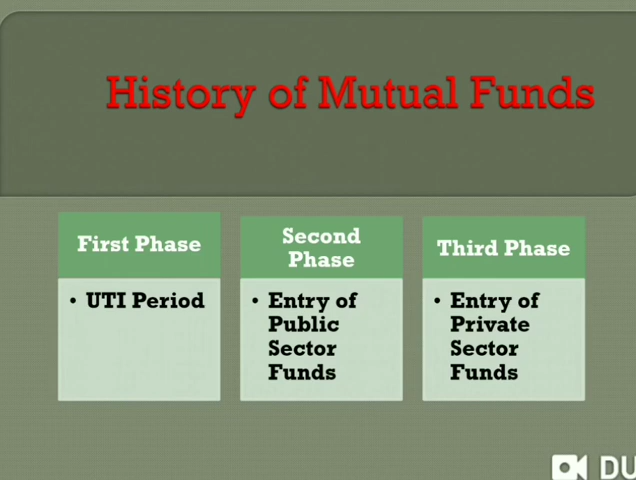 History of Mutual Funds
First Phase
• UTI Period
Second
Phase
• Entry of
Public
Sector
Funds
Third Phase
• Entry of
Private
Sector
Funds
DU